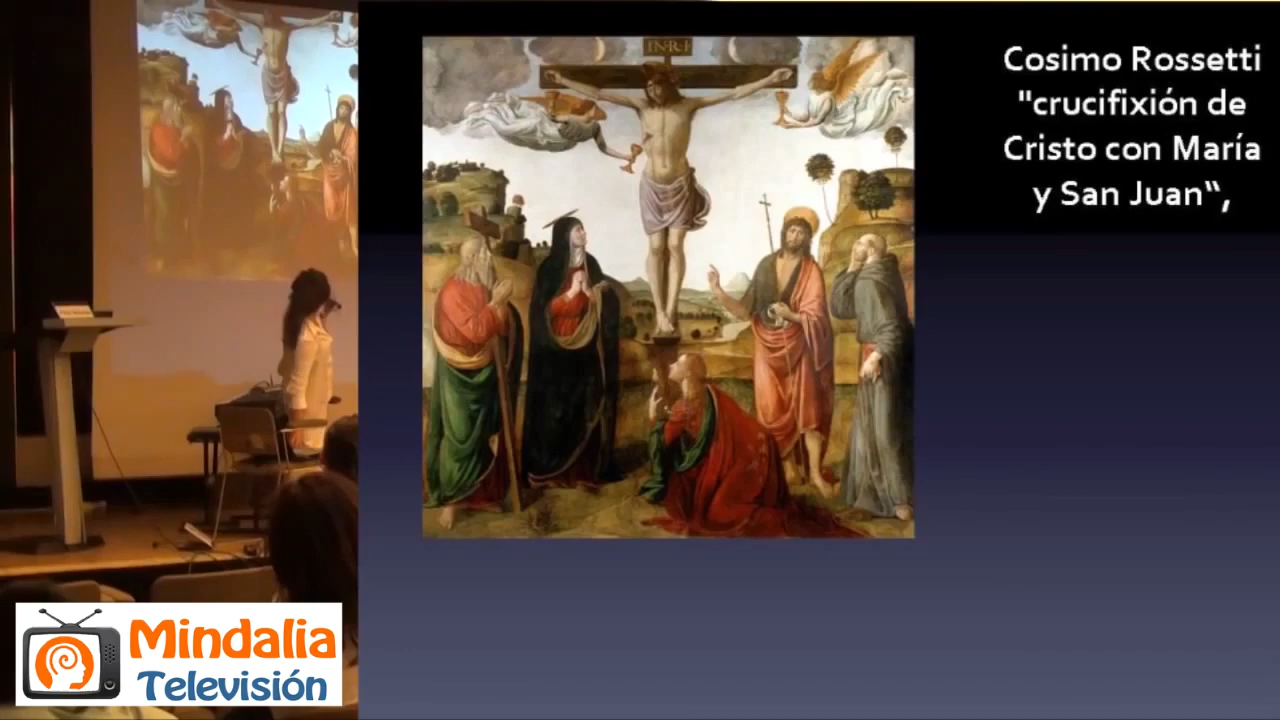 INRI
Cosimo Rossetti
"crucifixión de
Cristo con María
y San Juan“,
Mindalia
Televisión